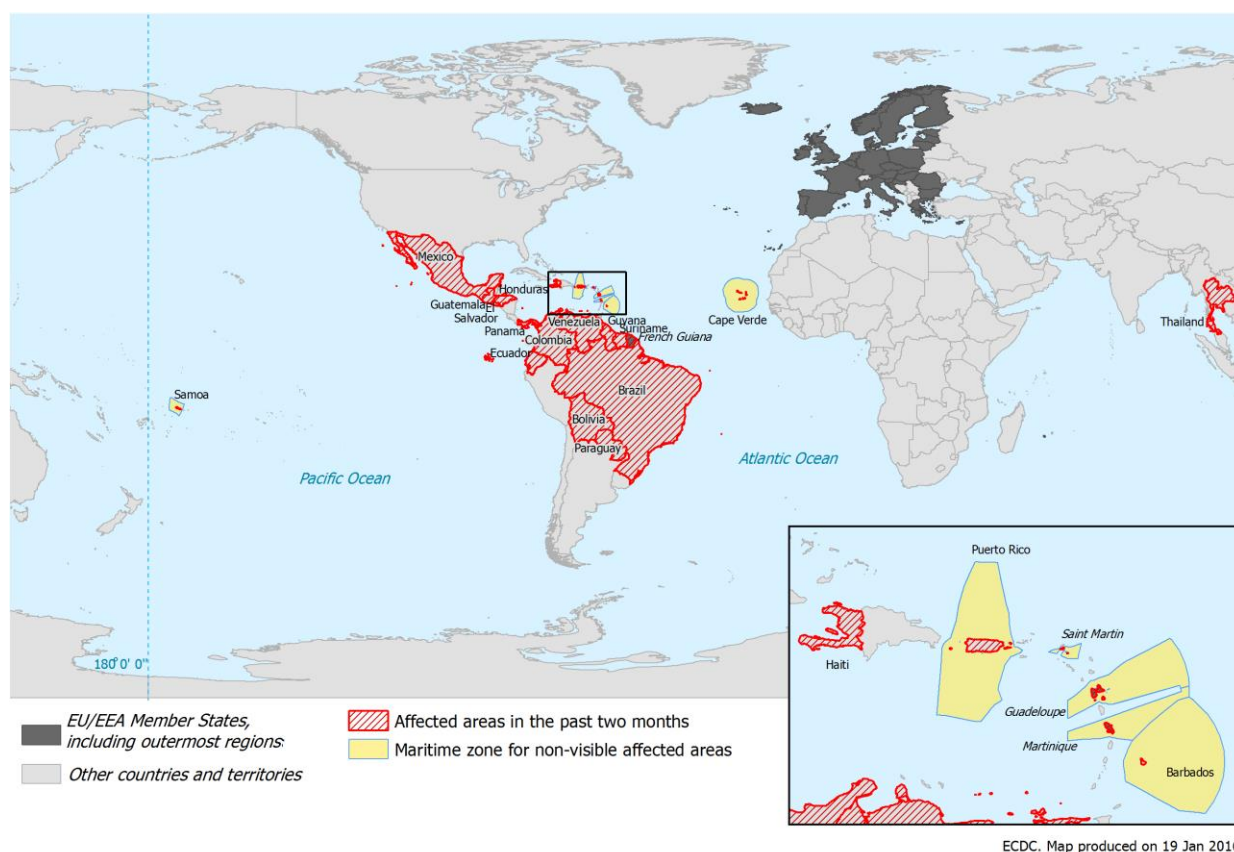 Mexico
Honduras
Guatemala
El
Salvador
Panama
Venezuela
Guyana
Suriname
French Guiana
Colombia
Ecuador
Brazil
Bolivia
Paraguay
Samoa
Cape Verde
Thailand
Pacific Ocean
Atlantic Ocean
180°0' 0"
Puerto Rico
Saint Martin
Haiti
Guadeloupe
Martinique
Barbados
EU/EEA Member States,
including outermost regions
Other countries and territories
Affected areas in the past two months
Maritime zone for non-visible affected areas
ECDC. Map produced on 19 Jan 2016